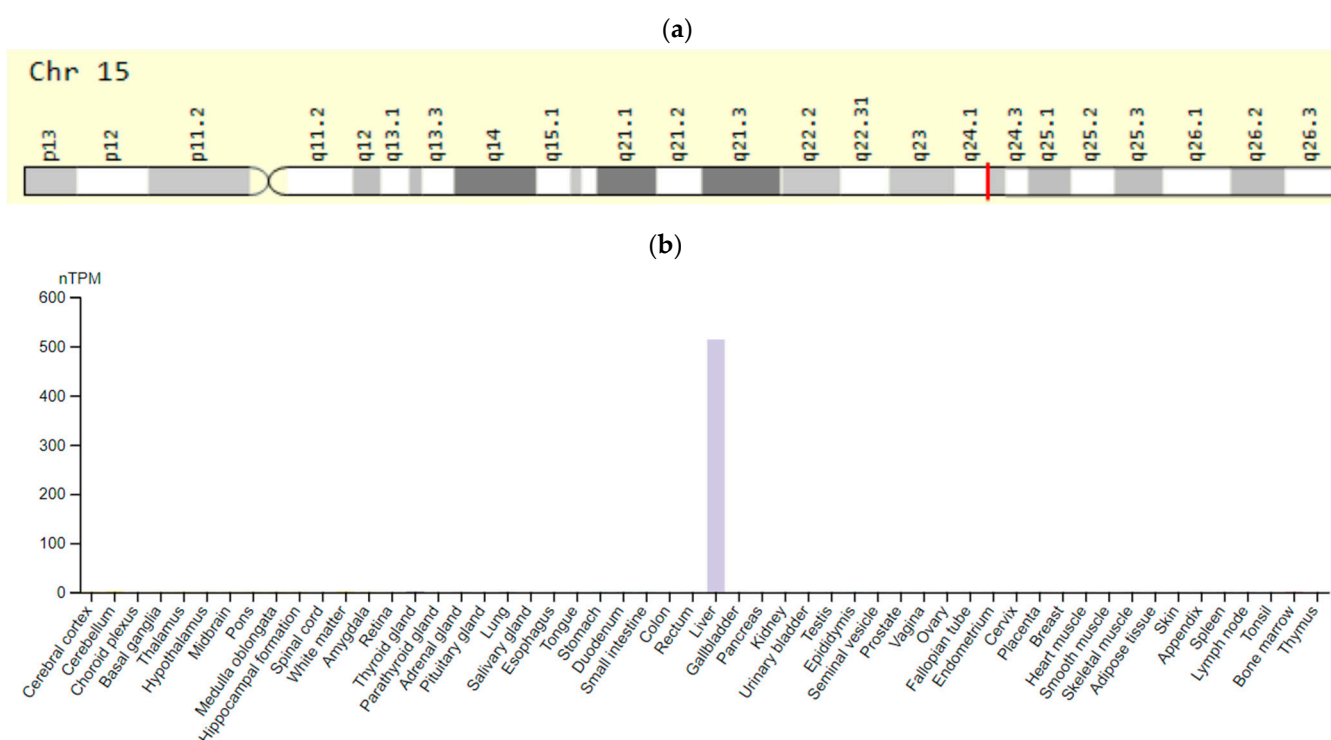 (a)
Chr 15
p13 p12 p11.2 q11.2 q12 q13.1 q13.3 q14 q15.1 q21.1 q21.2 q21.3 q22.2 q22.31 q23 q24.1 q24.3 q25.1 q25.2 q25.3 q26.1 q26.2 q26.3
(b)
nTPM
600
500
400
300
200
100
0
Cerebral cortex
Cerebellum
Choroid plexus
Basal ganglia
Thalamus
Hypothalamus
Midbrain
Pons
Medulla oblongata
Hippocampal formation
Spinal cord
White matter
Amygdala
Retina
Thyroid gland
Parathyroid gland
Adrenal gland
Pituitary gland
Lung
Salivary gland
Esophagus
Tongue
Stomach
Duodenum
Small intestine
Colon
Rectum
Liver
Gallbladder
Pancreas
Kidney
Urinary bladder
Testis
Epididymis
Seminal vesicle
Prostate
Vagina
Ovary
Fallopian tube
Endometrium
Cervix
Placenta
Breast
Heart muscle
Smooth muscle
Skeletal muscle
Adipose tissue
Skin
Appendix
Spleen
Lymph node
Tonsil
Bone marrow
Thymus